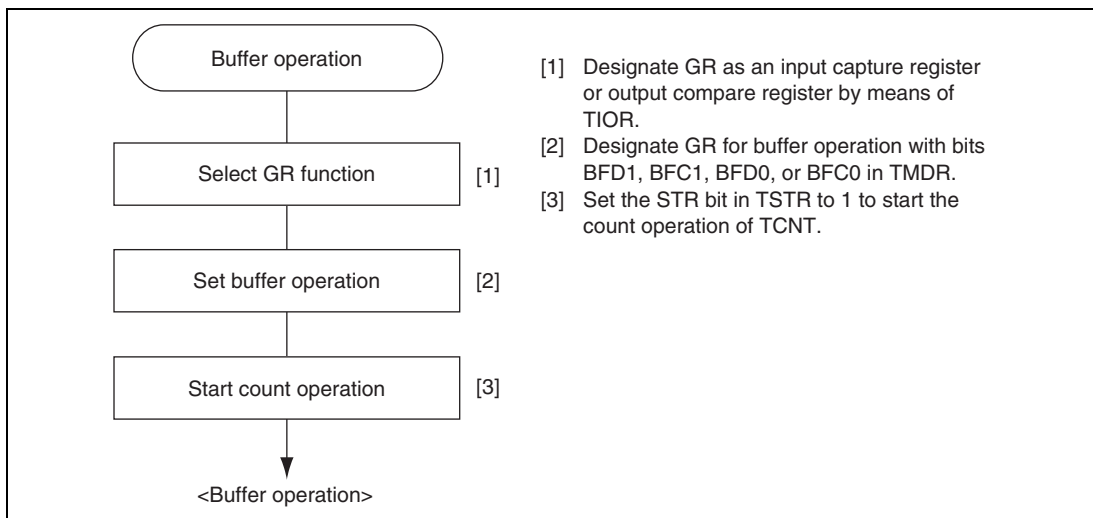 Buffer operation
Select GR function
[1]
Set buffer operation
[2]
Start count operation
[3]
<Buffer operation>
[1] Designate GR as an input capture register
or output compare register by means of
TIOR.
[2] Designate GR for buffer operation with bits
BFD1, BFC1, BFD0, or BFC0 in TMDR.
[3] Set the STR bit in TSTR to 1 to start the
count operation of TCNT.